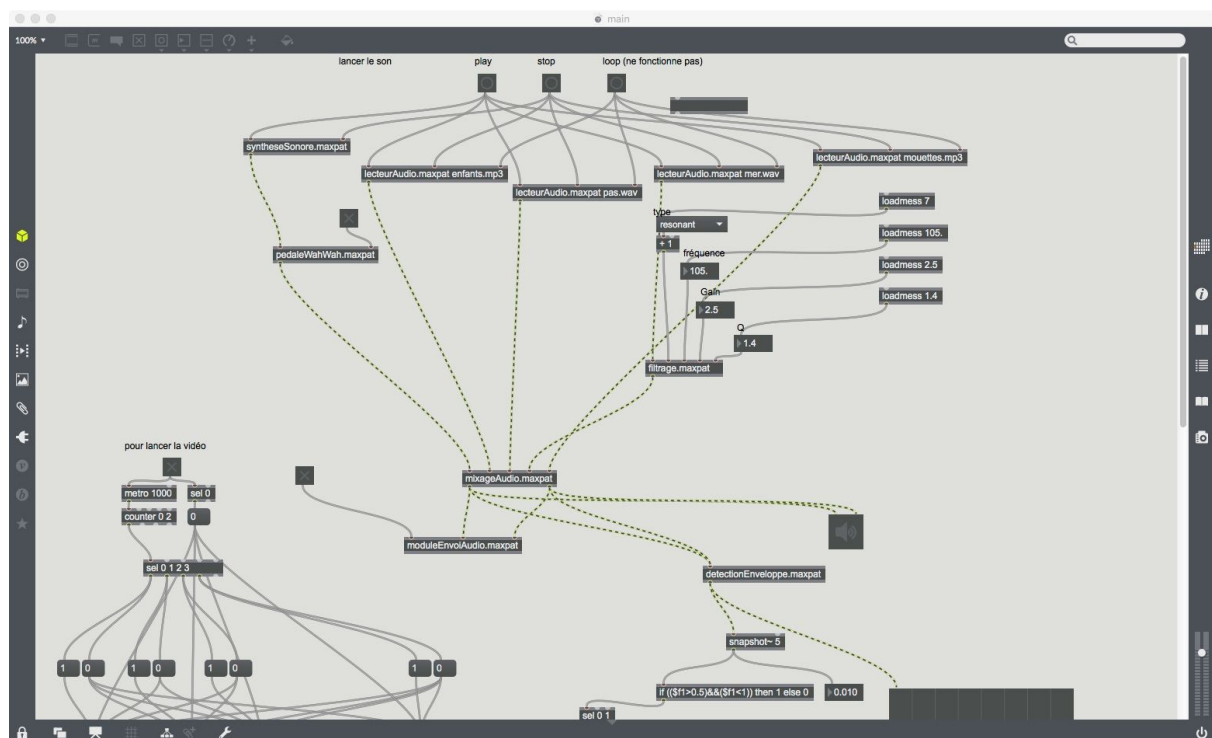 main
100%
lancer le son
play
stop
loop (ne fonctionne pas)
syntheseSonore.maxpat
lecteurAudio.maxpat enfants.mp3
lecteurAudio.maxpat pas.wav
lecteurAudio.maxpat mer.wav
lecteurAudio.maxpat mouettes.mp3
type
resonant
+ 1
fréquence
105.
Gain
2.5
Q
1.4
loadmess 7
loadmess 105.
loadmess 2.5
loadmess 1.4
pedaleWahWah.maxpat
filtrage.maxpat
pour lancer la vidéo
metro 1000
sel 0
counter 0 2
0
sel 0 1 2 3
1
0
1
0
1
0
1
0
mixageAudio.maxpat
moduleEnvoiAudio.maxpat
detectionEnveloppe.maxpat
snapshot~ 5
if (($f1>0.5)&&($f1<1)) then 1 else 0
0.010
sel 0 1